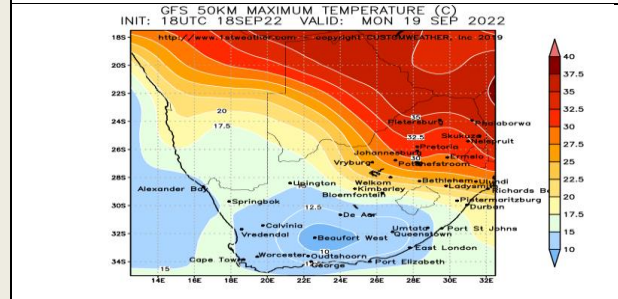 GFS 50KM MAXIMUM TEMPERATURE (C)
INIT: 18UTC 18SEP22 VALID: MON 19 SEP 2022
http://www.1stweather.com -- copyright CUSTOMWEATHER, Inc 2019
18S
20S
22S
24S
26S
28S
30S
32S
34S
14E 16E 18E 20E 22E 24E 26E 28E 30E 32E
40
37.5
35
32.5
30
27.5
25
22.5
20
17.5
15
12.5
10
20
17.5
35
32.5
30
12.5
15
Pietersburg
Phalaborwa
Skukuza
Nelspruit
Pretoria
Johannesburg
Ermelo
Vryburg
Potchefstroom
Welkom
Bethlehem
Ulundi
Ladysmith
Kimberley
Bloemfontein
Upington
Alexander Bay
Springbok
Richards B
Pietermaritzburg
Durban
De Aar
Calvinia
Vredendal
Beaufort West
Umtata
Port St Johns
Queenstown
East London
Worcester
Oudtshoorn
Cape Town
George
Port Elizabeth